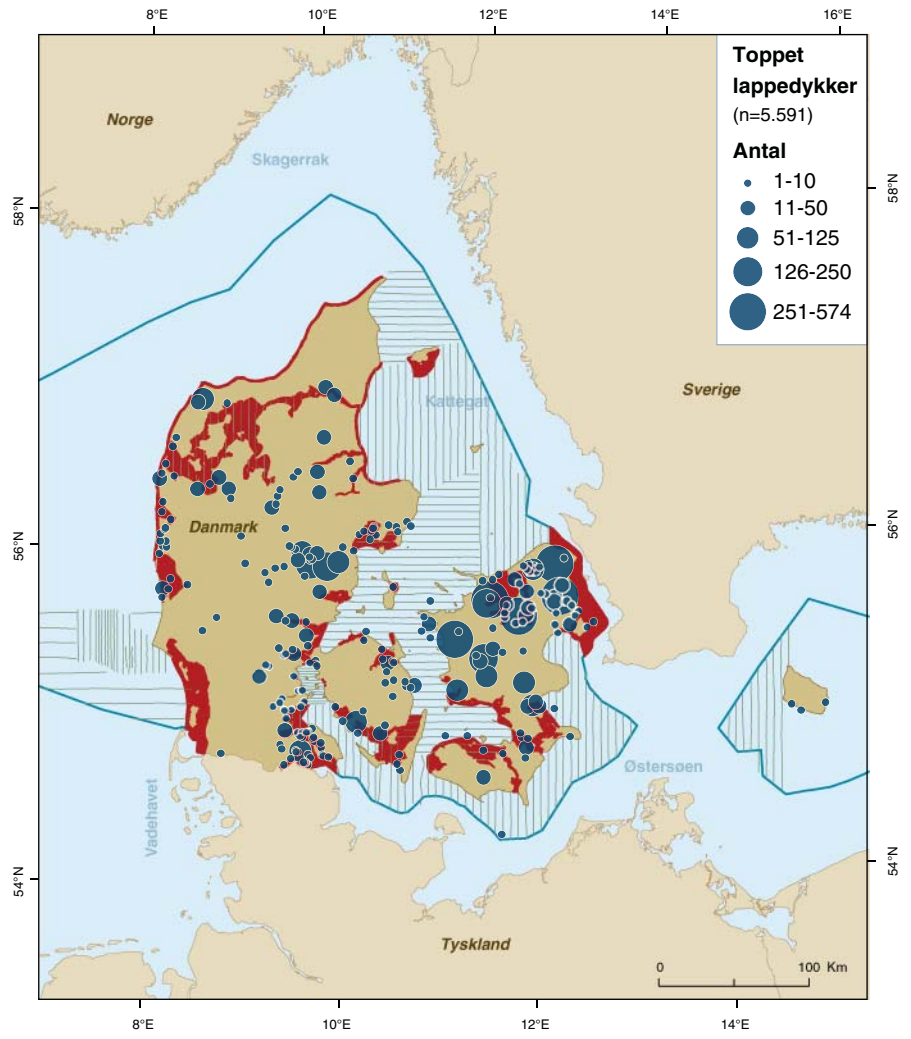 8°E
10°E
12°E
14°E
16°E
Toppet
lappedykker
(n=5.591)
Antal
1-10
11-50
51-125
126-250
251-574
Norge
Skagerrak
58°N
58°N
Sverige
Kattegat
Danmark
56°N
56°N
Østersøen
Vadehavet
54°N
54°N
Tyskland
0
100 Km
8°E
10°E
12°E
14°E